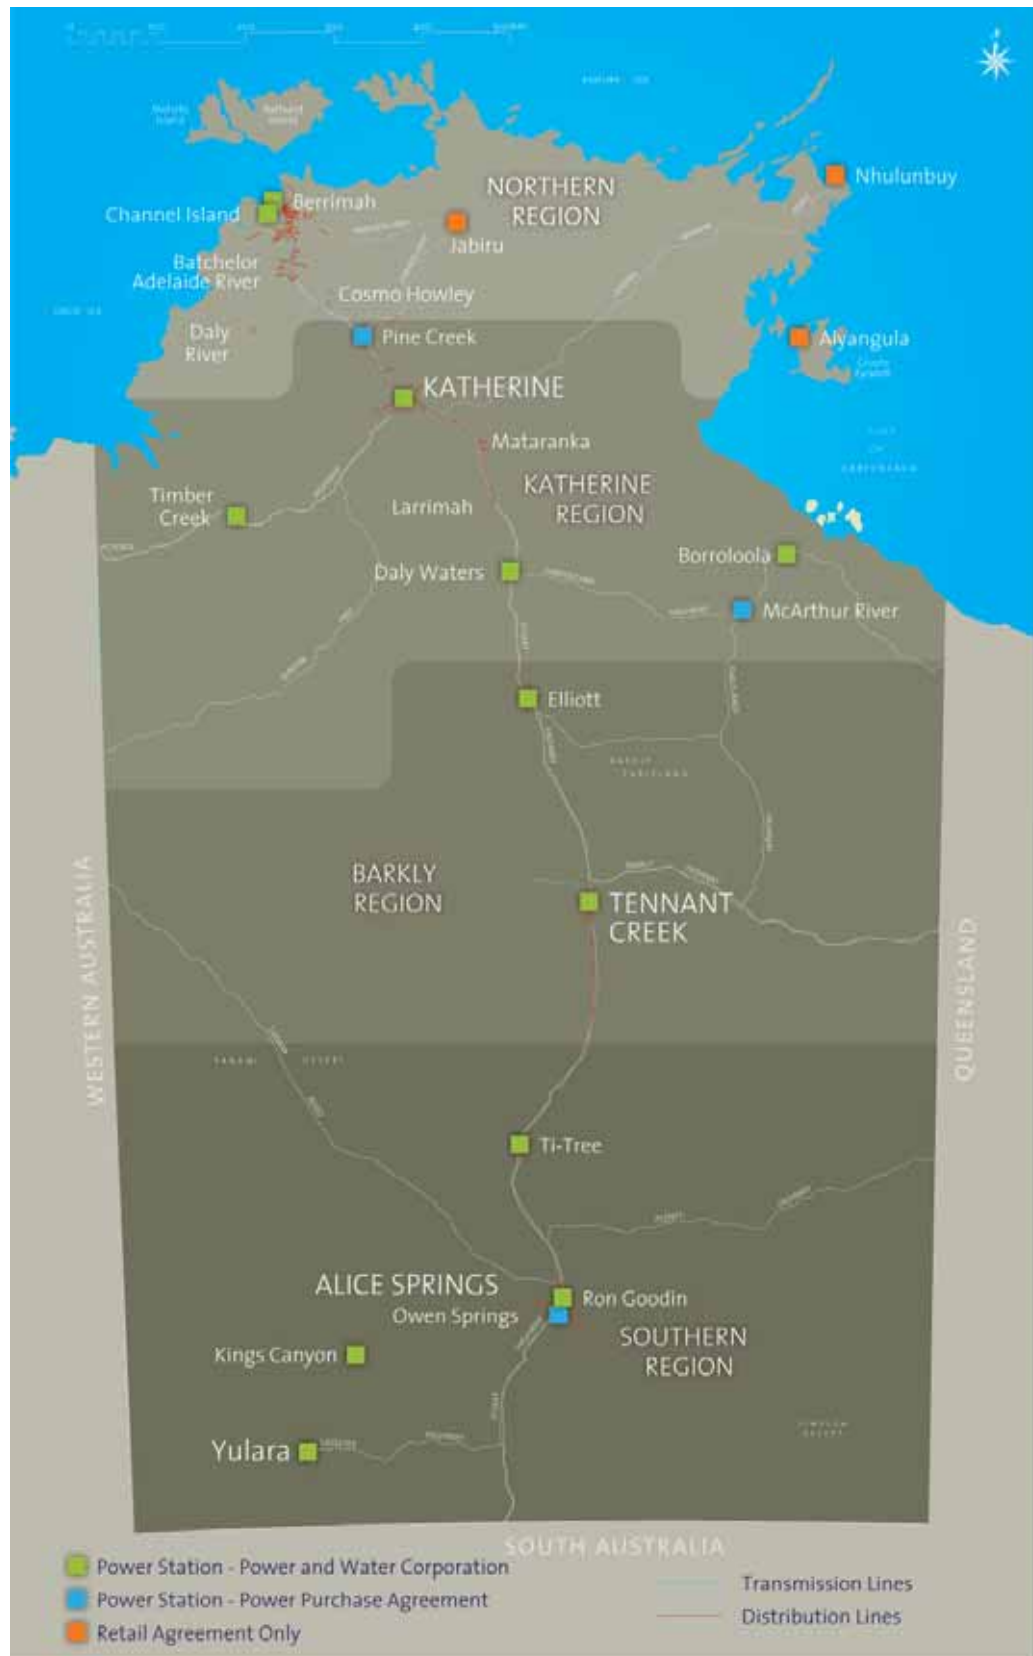 Berrimah
Channel Island
NORTHERN
REGION
Nhulunbuy
Jabiru
Batchelor
Adelaide River
Cosmo Howley
Daly
River
Pine Creek
Alyangula
KATHERINE
Mataranka
KATHERINE
REGION
Timber
Creek
Larrimah
Daly Waters
Borroloola
McArthur River
Elliott
BARKLY
REGION
TENNANT
CREEK
WESTERN AUSTRALIA
QUEENSLAND
TANAMI DESERT
Ti-Tree
ALICE SPRINGS
Owen Springs
Ron Goodin
SOUTHERN
REGION
Kings Canyon
Yulara
SOUTH AUSTRALIA
Power Station - Power and Water Corporation
Power Station - Power Purchase Agreement
Retail Agreement Only
Transmission Lines
Distribution Lines